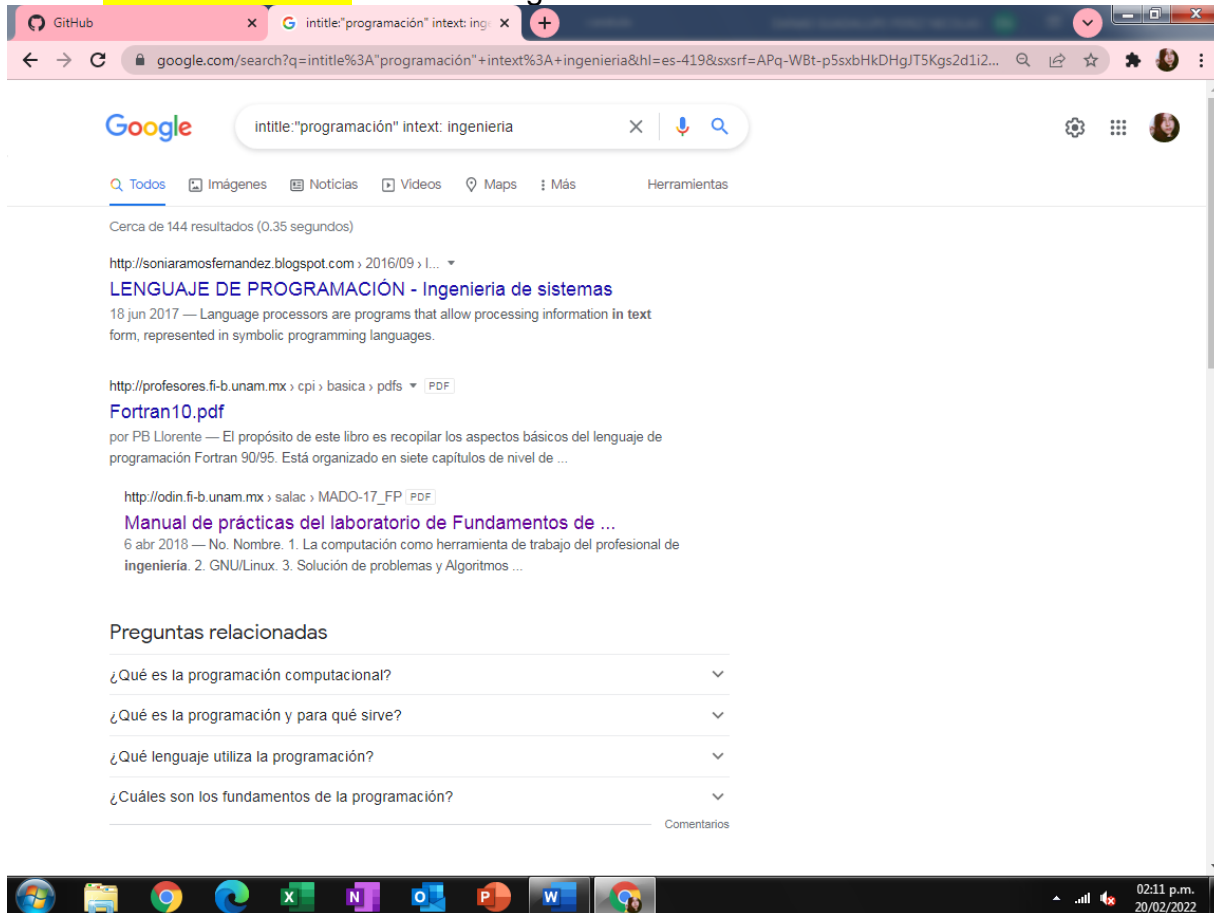 GitHub
intitle:"programación" intext: ing
google.com/search?q=intitle%3A"programación"+intext%3A+ingenieria&hl=es-419&sxsrf=APq-WBt-p5sxbHkDHgJT5Kgs2d1i2...
Google
intitle:"programación" intext: ingenieria
Todos Imágenes Noticias Videos Maps Más Herramientas
Cerca de 144 resultados (0.35 segundos)
http://soniaramosfernandez.blogspot.com › 2016/09 › l...
LENGUAJE DE PROGRAMACIÓN - Ingenieria de sistemas
18 jun 2017 — Language processors are programs that allow processing information in text
form, represented in symbolic programming languages.
http://profesores.fi-b.unam.mx › cpi › basica › pdfs PDF
Fortran10.pdf
por PB Llorente — El propósito de este libro es recopilar los aspectos básicos del lenguaje de
programación Fortran 90/95. Está organizado en siete capítulos de nivel de ...
http://odin.fi-b.unam.mx › salac › MADO-17_FP PDF
Manual de prácticas del laboratorio de Fundamentos de ...
6 abr 2018 — No. Nombre. 1. La computación como herramienta de trabajo del profesional de
ingeniería. 2. GNU/Linux. 3. Solución de problemas y Algoritmos ...
Preguntas relacionadas
¿Qué es la programación computacional?
¿Qué es la programación y para qué sirve?
¿Qué lenguaje utiliza la programación?
¿Cuáles son los fundamentos de la programación?
Comentarios
02:11 p.m.
20/02/2022